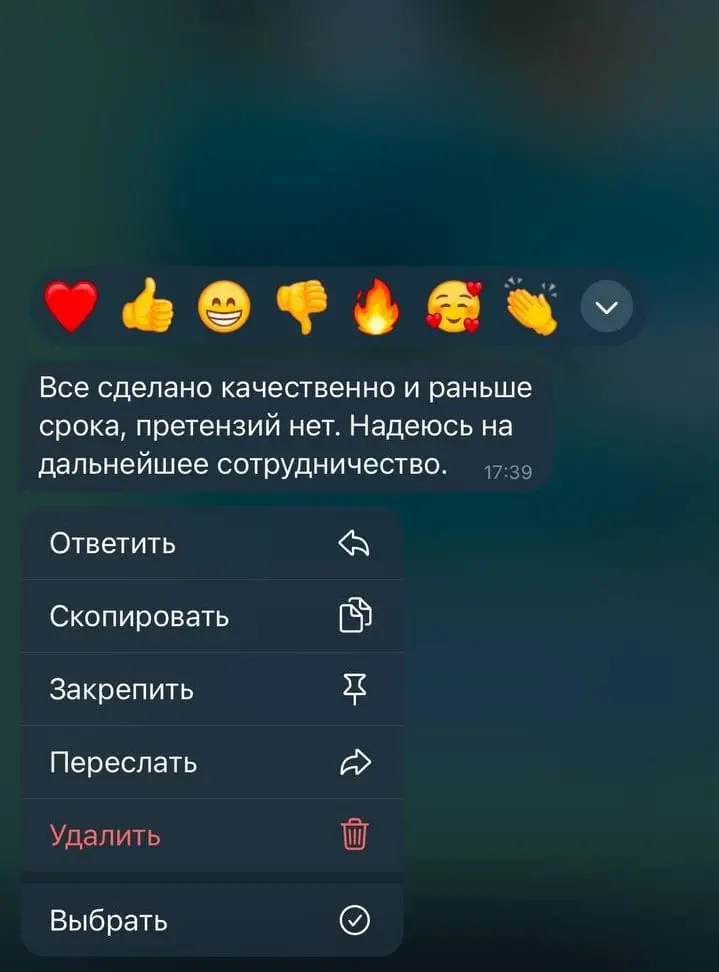 Все сделано качественно и раньше
срока, претензий нет. Надеюсь на
дальнейшее сотрудничество. 17:39
Ответить
Скопировать
Закрепить
Переслать
Удалить
Выбрать